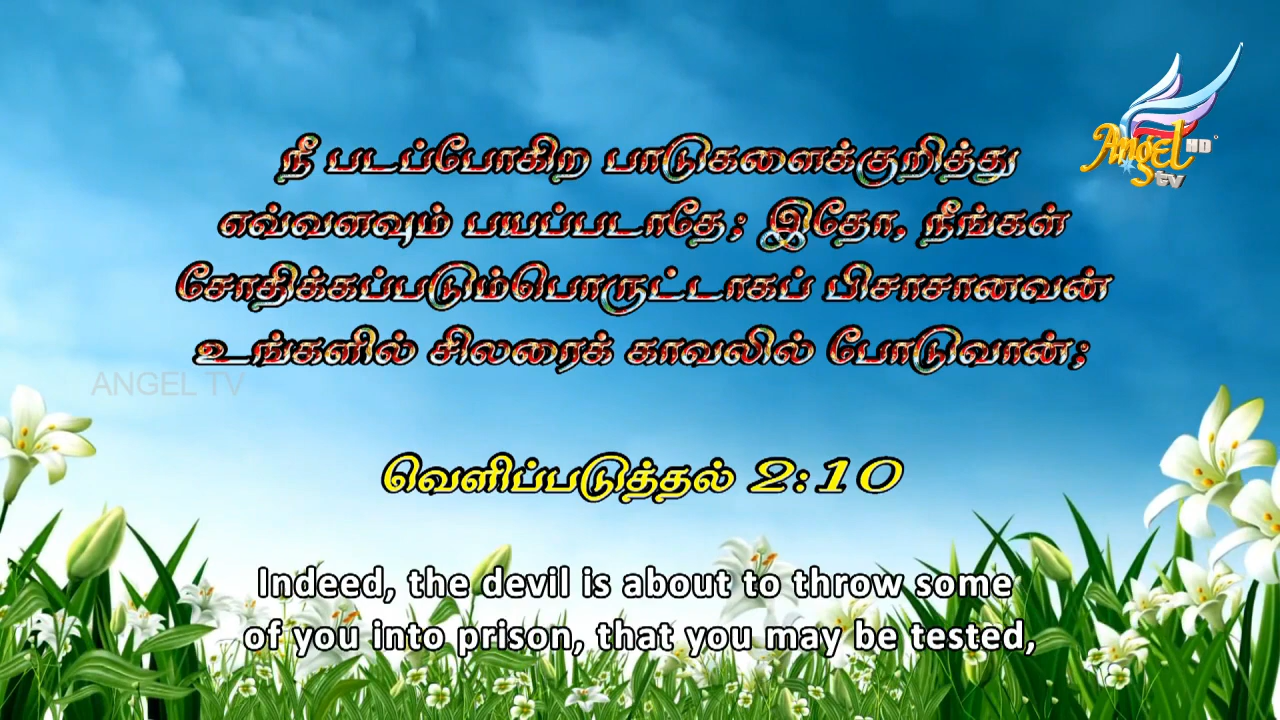 நீ படப்போகிற பாடுகளைக்குறித்து
எவ்வளவும் பயப்படாதே; இதோ, நீங்கள்
சோதிக்கப்படும்பொருட்டாகப் பிசாசானவன்
உங்களில் சிலரைக் காவலில் போடுவான்;
வெளிப்படுத்தல் 2:10
Indeed, the devil is about to throw some
of you into prison, that you may be tested,
Angel HD
tv
ANGEL TV